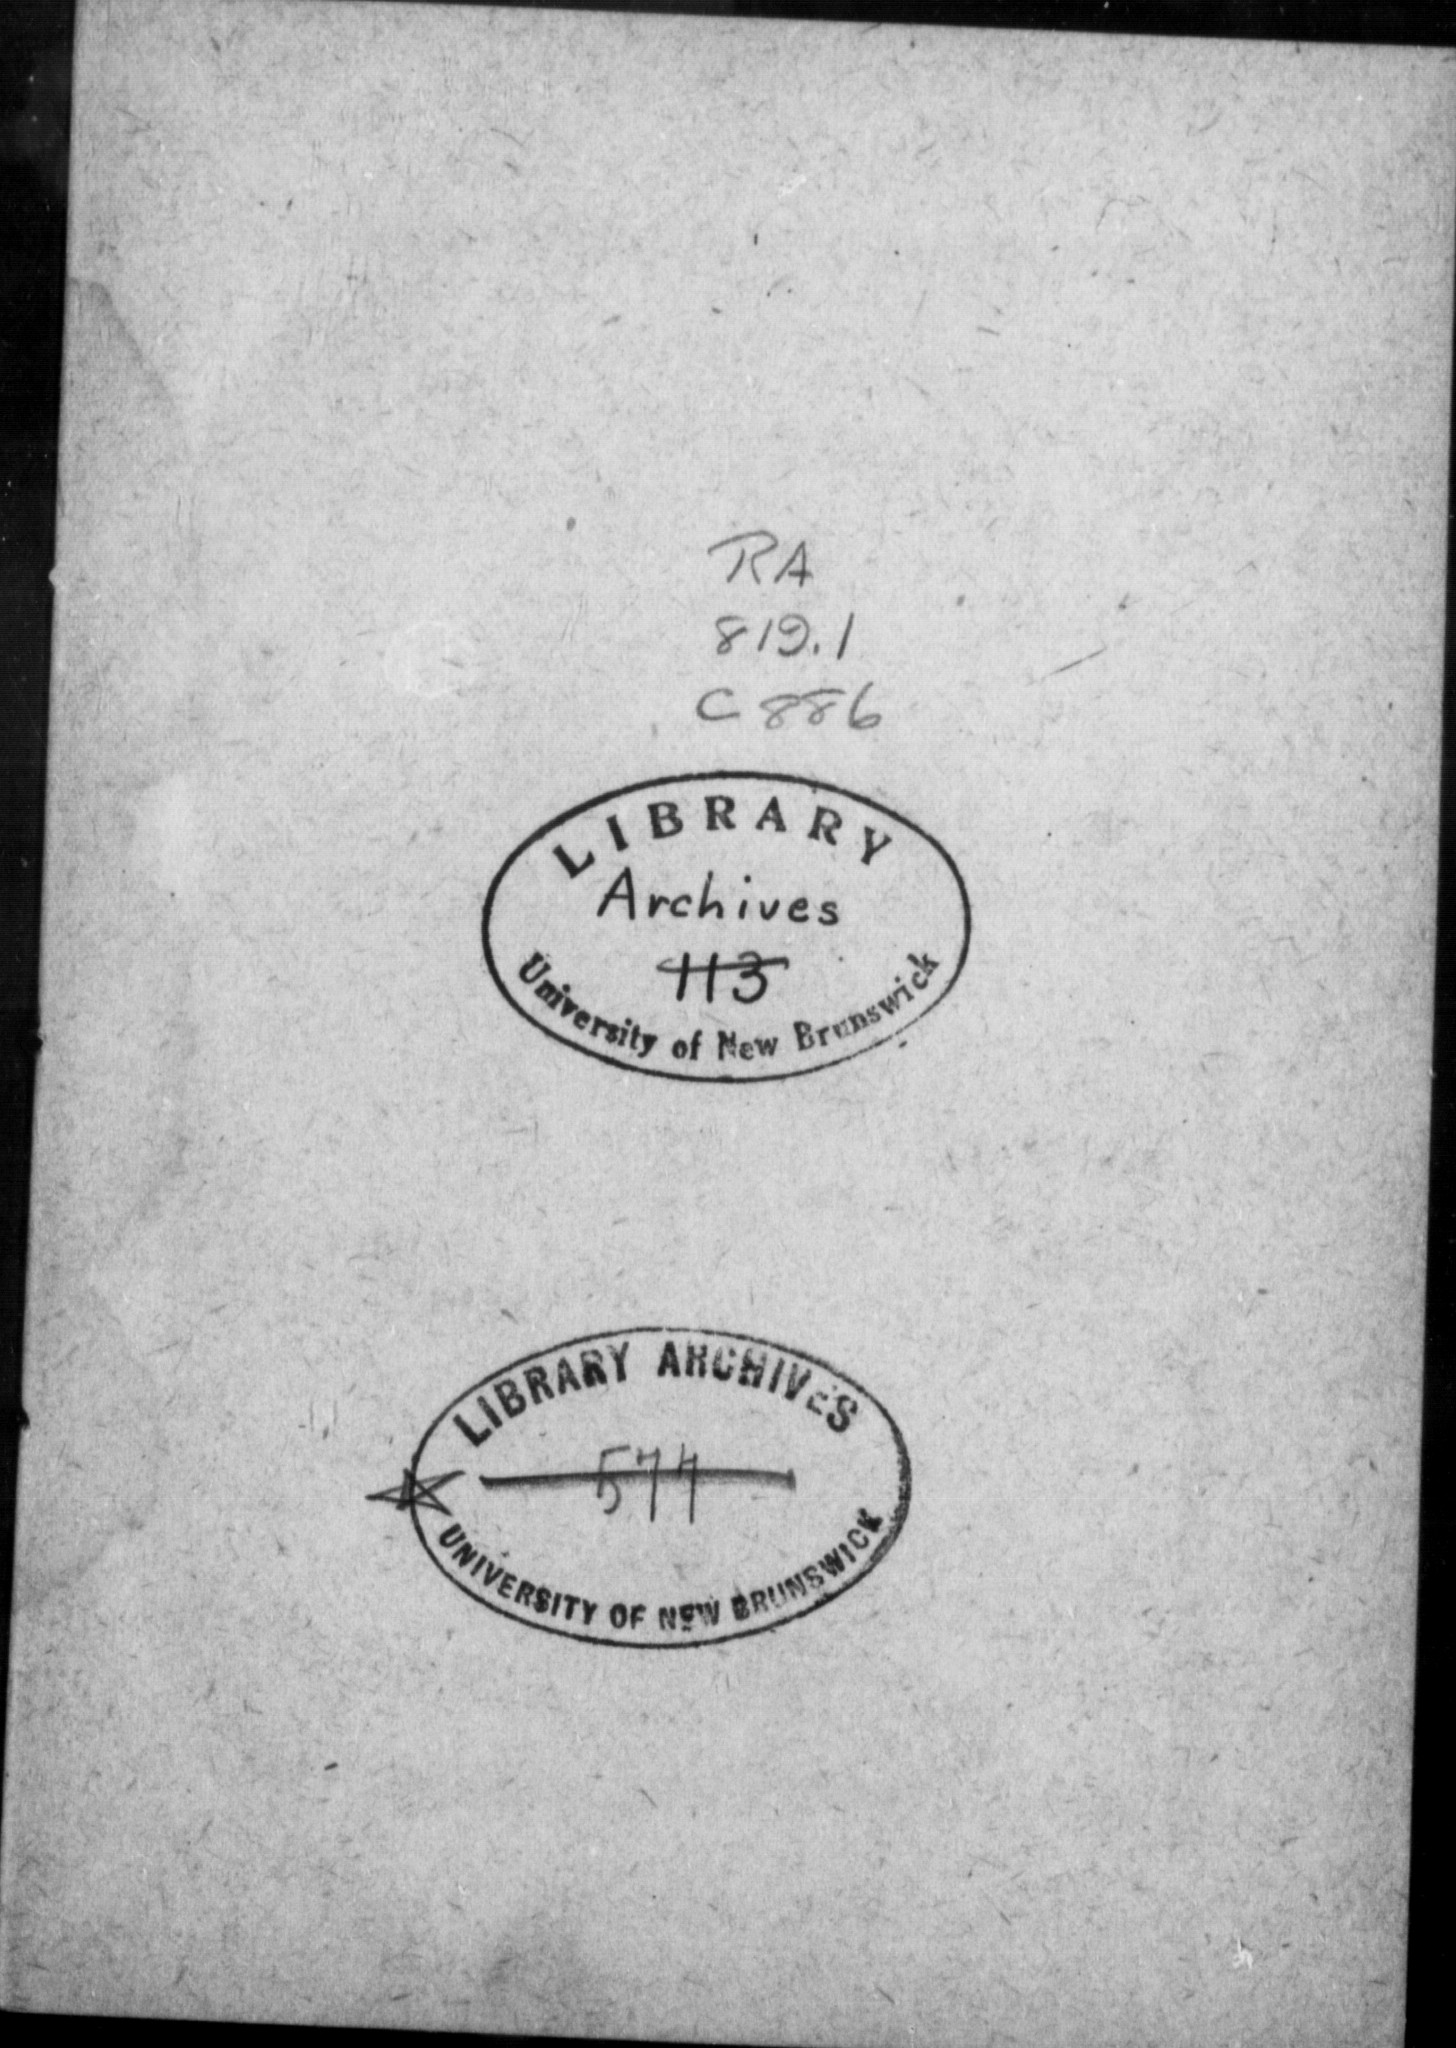 RA
819.1
C886
LIBRARY
Archives
113
University of New Brunswick
LIBRARY ARCHIVES
577
UNIVERSITY OF NEW BRUNSWICK